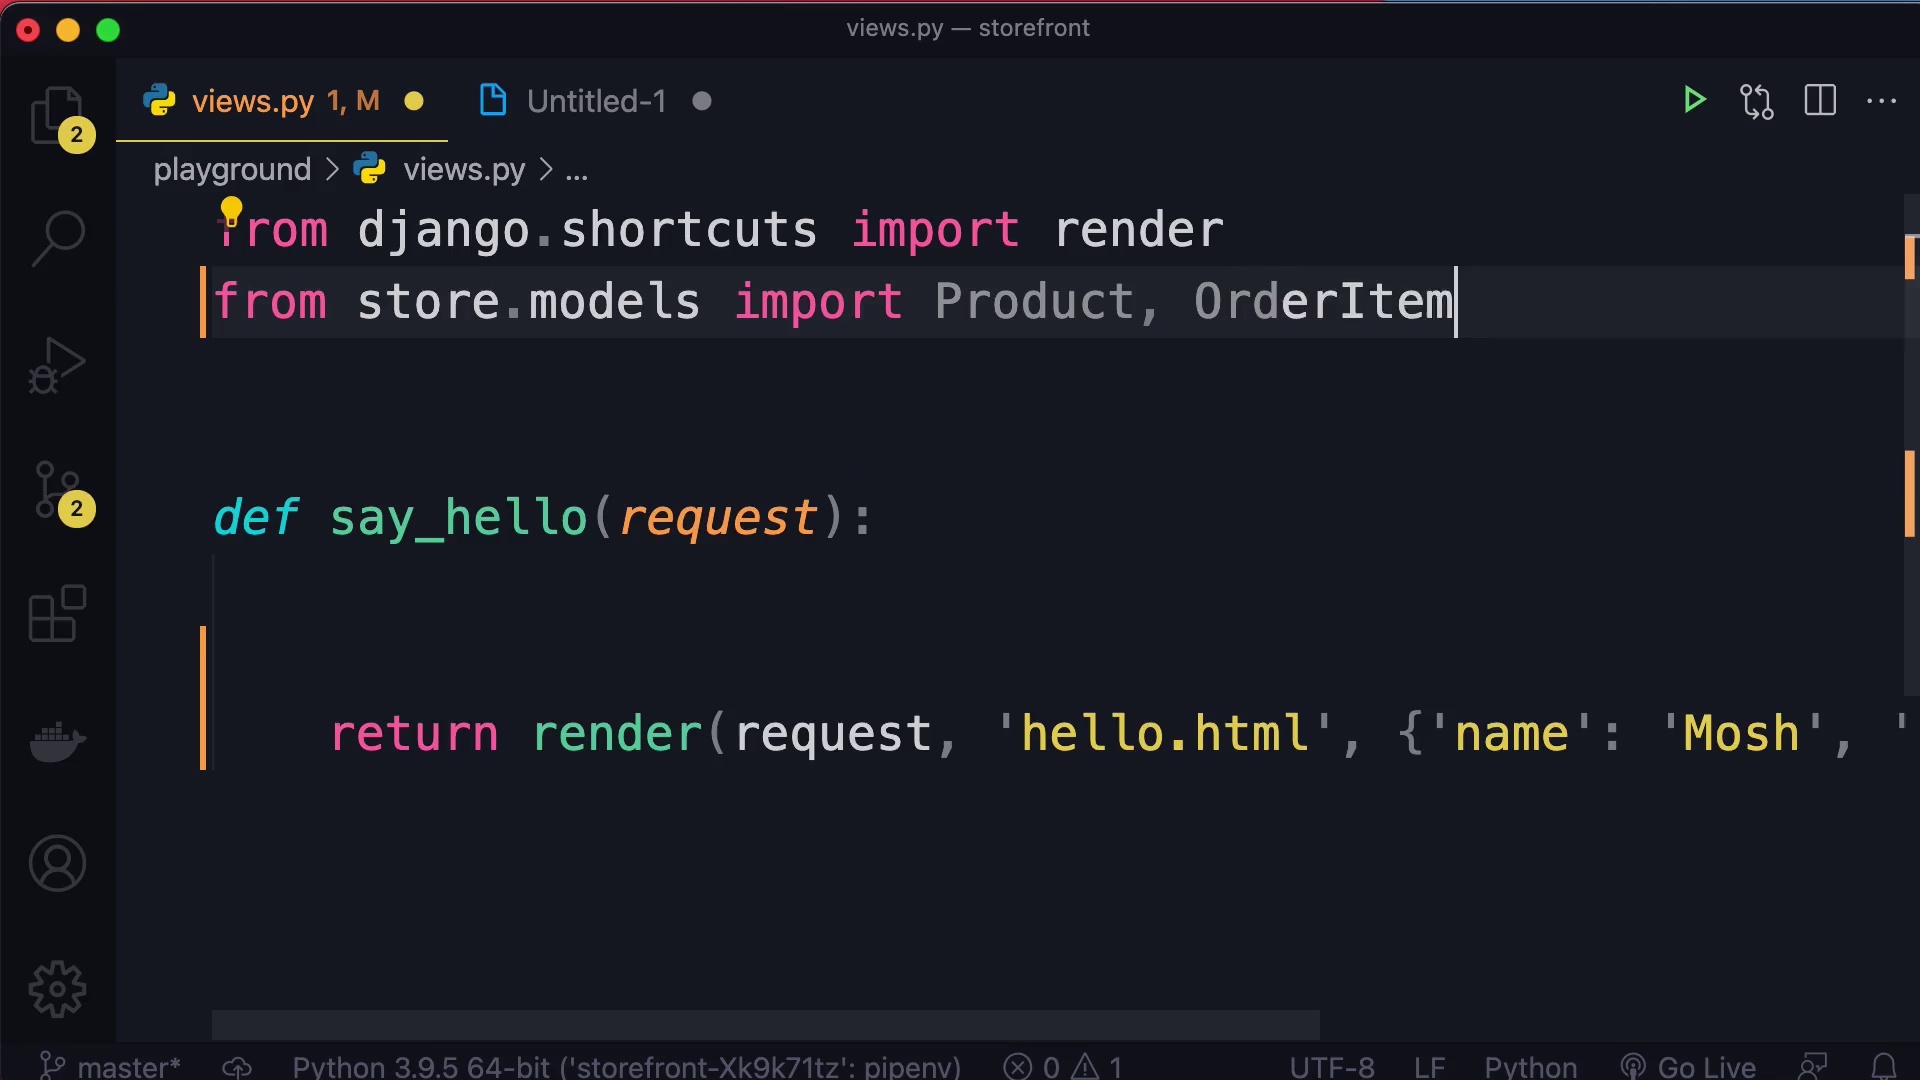 views.py — storefront
views.py 1, M
Untitled-1
2
playground > views.py > ...
from django.shortcuts import render
from store.models import Product, OrderItem
def say_hello(request):
2
return render(request, 'hello.html', {'name': 'Mosh', '
master*
Python 3.9.5 64-bit ('storefront-Xk9k71tz': pipenv)
0
1
UTF-8
LF
Python
Go Live